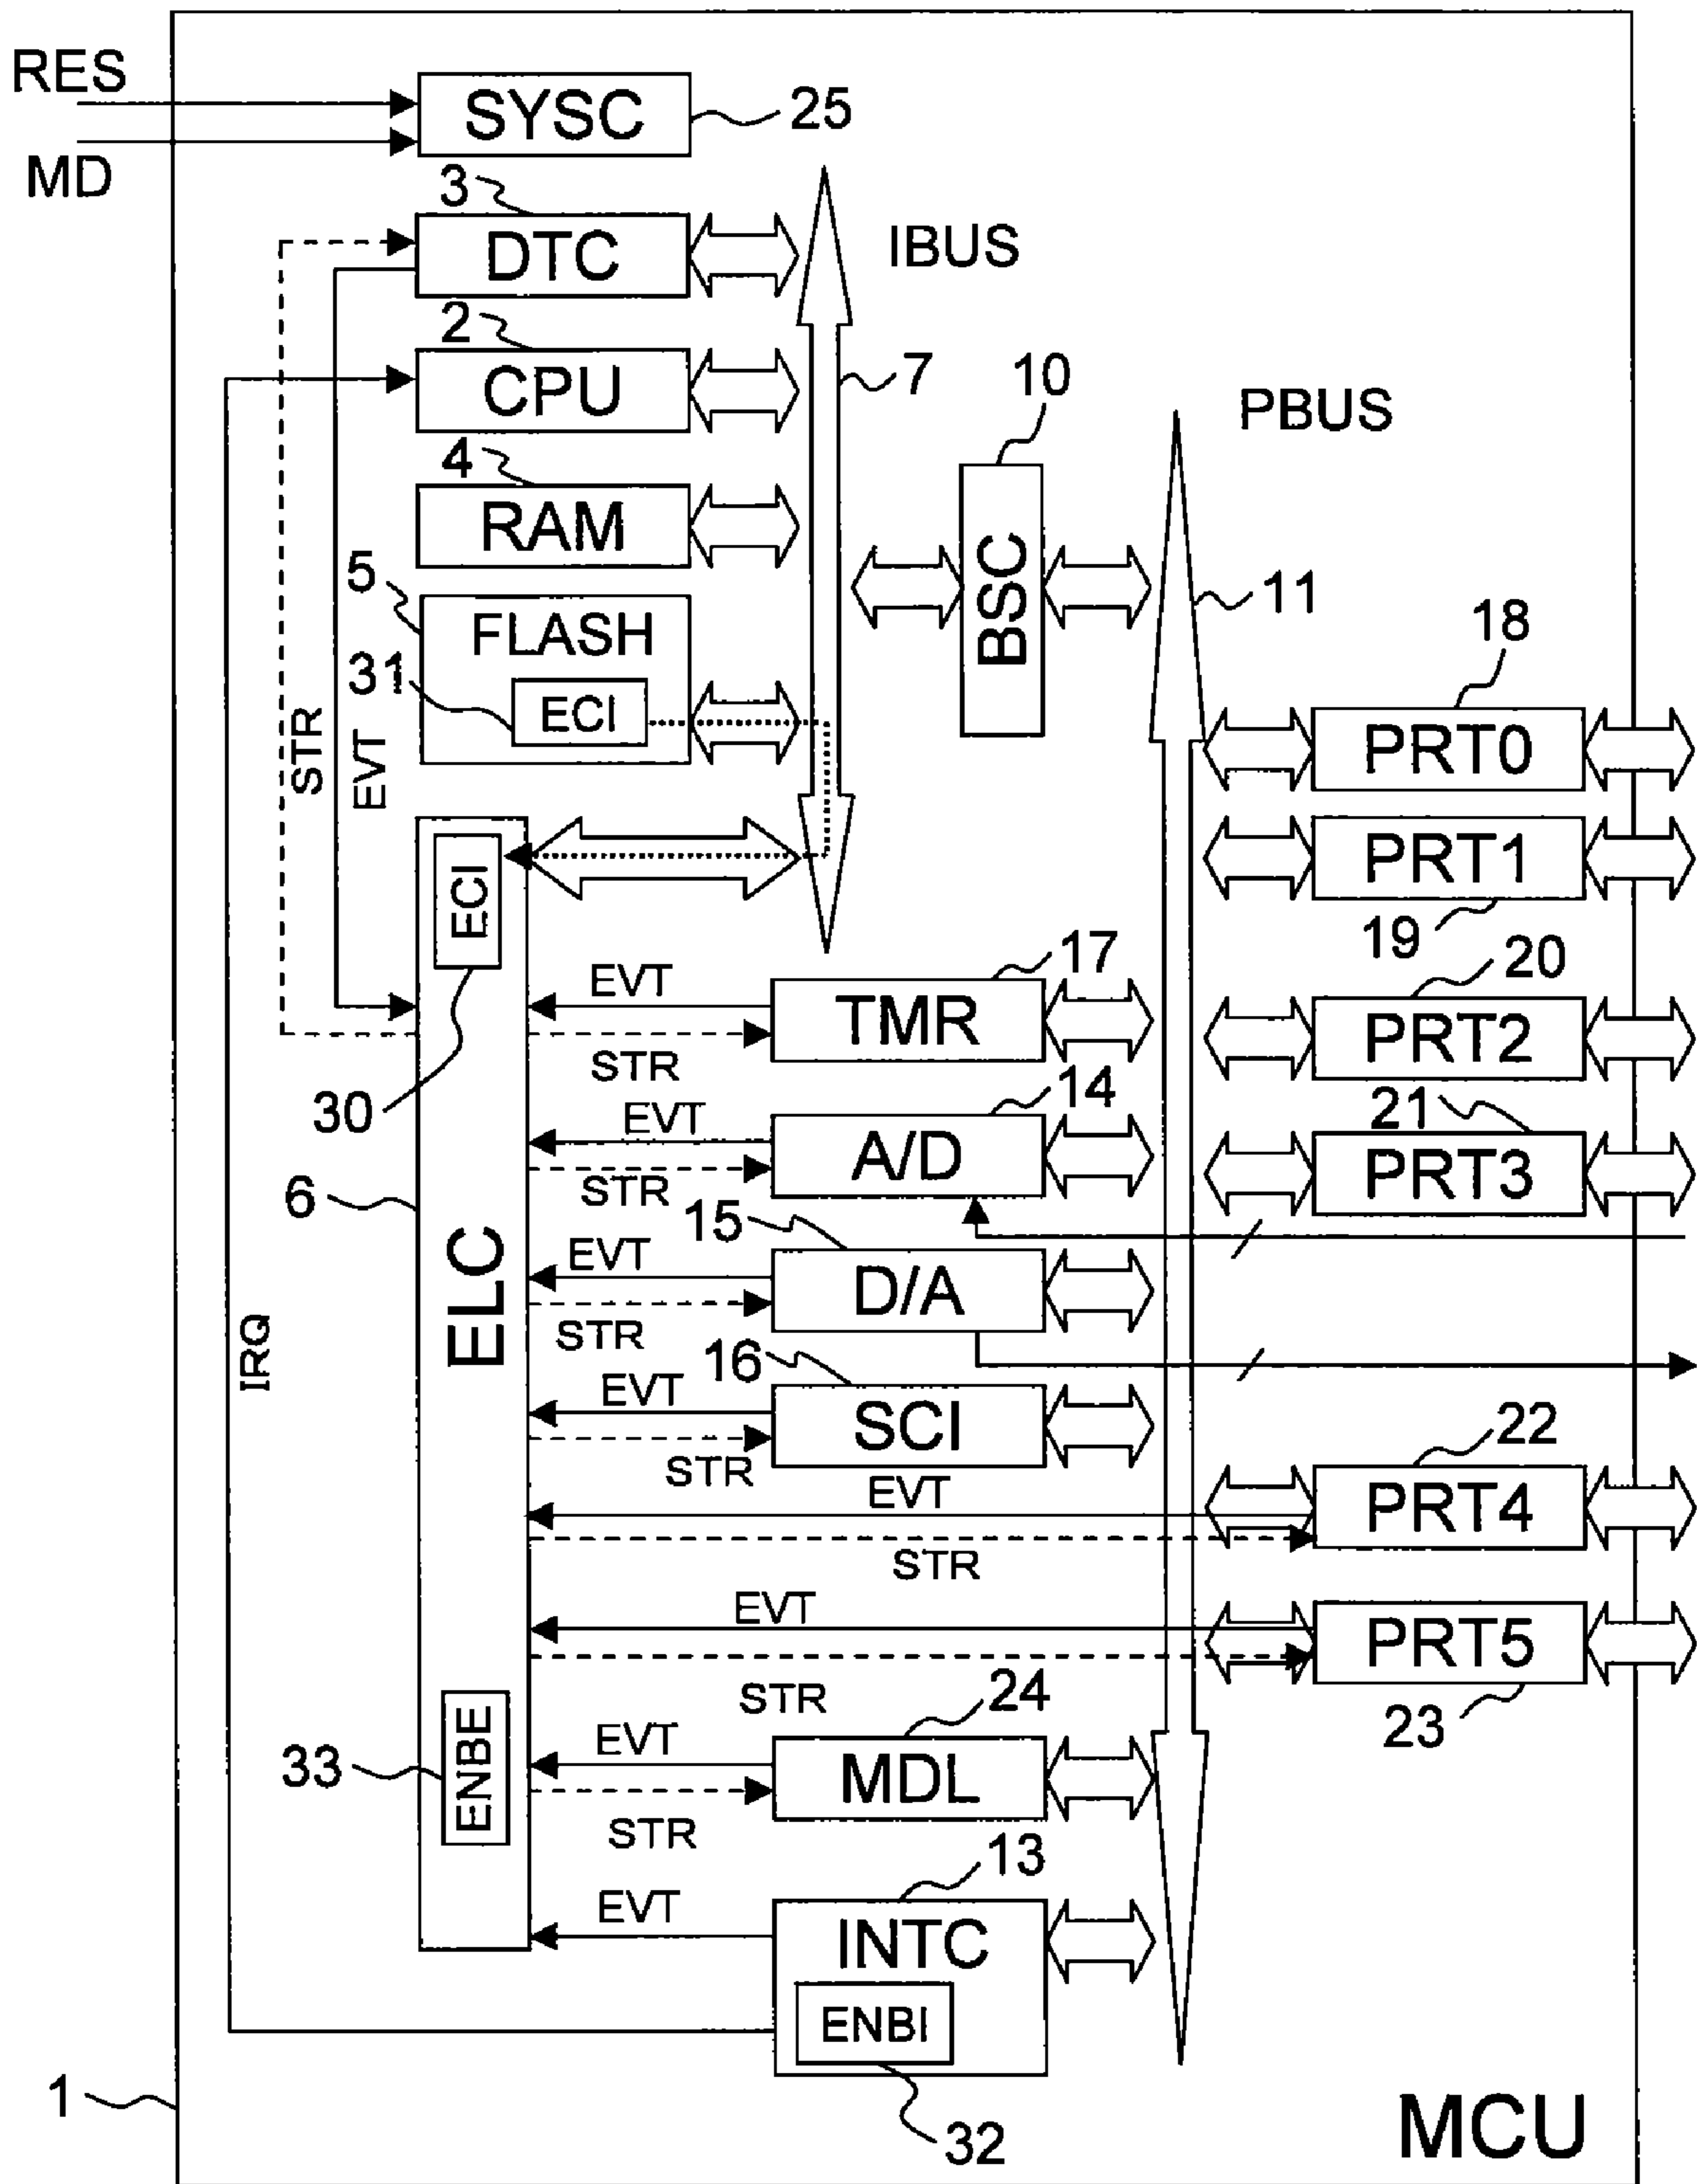 RES
SYSC
25
MD
3
DTC
IBUS
2
CPU
7
10
PBUS
4
RAM
5
FLASH
BSC
11
18
31
ECI
STR
EVT
PRT0
ECI
PRT1
19
17
20
EVT
TMR
PRT2
STR
30
14
21
EVT
A/D
PRT3
STR
6
15
ELC
EVT
D/A
STR
IRQ
16
EVT
SCI
22
STR
EVT
PRT4
STR
EVT
PRT5
STR
24
23
33
ENBE
EVT
MDL
STR
13
EVT
INTC
ENBI
1
32
MCU